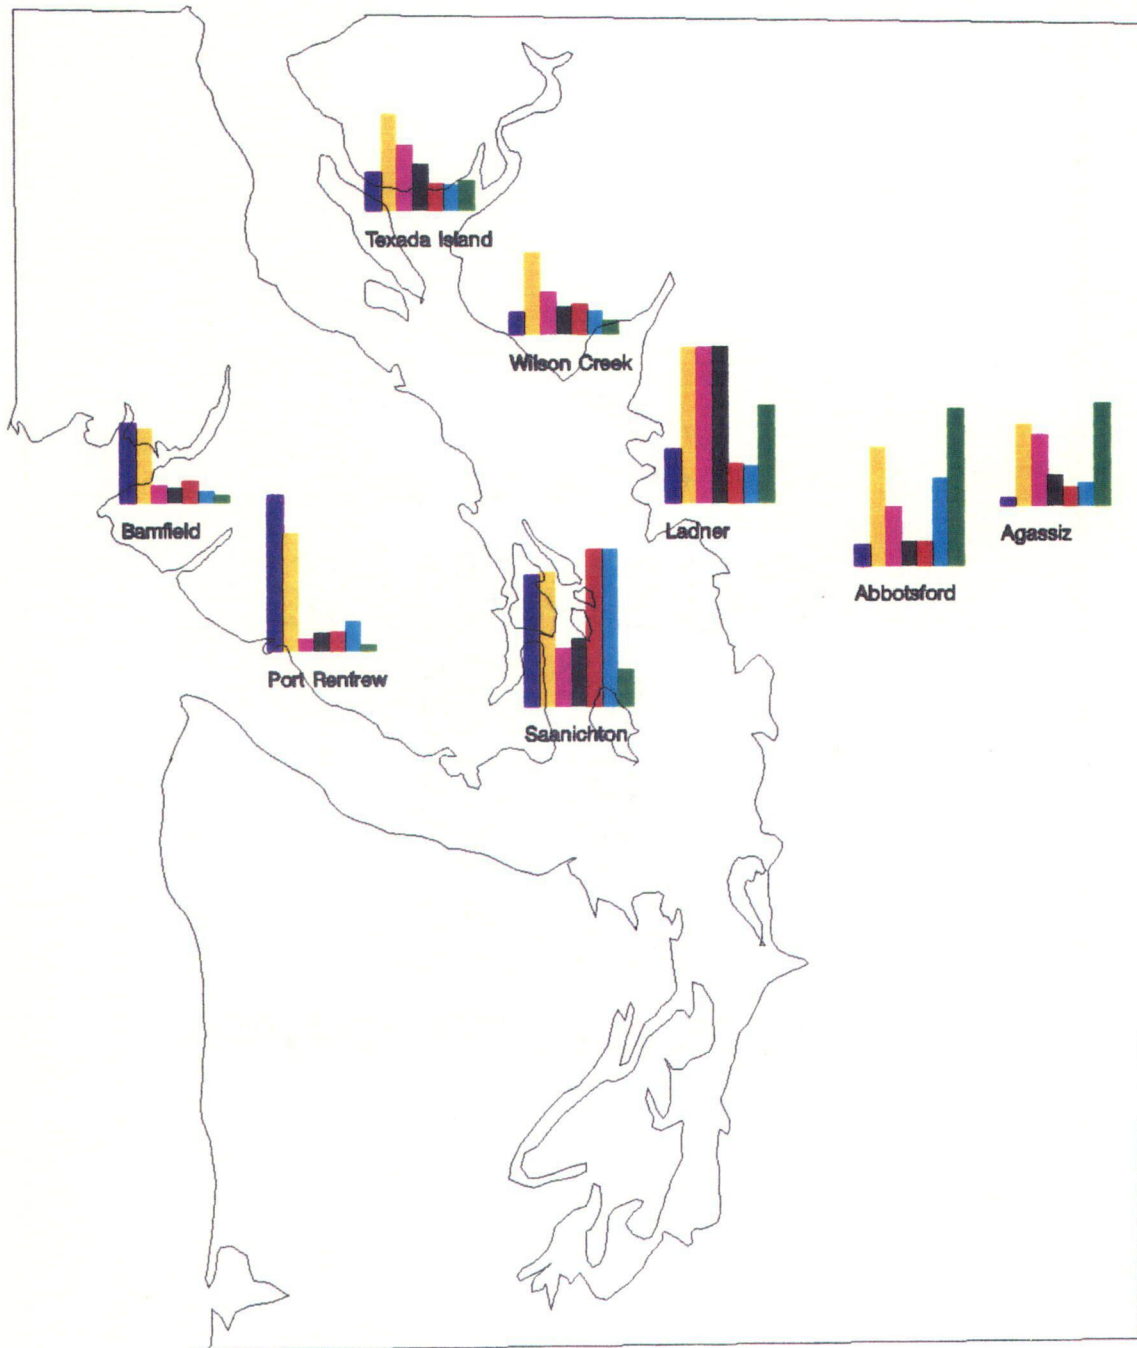 Texada Island
Wilson Creek
Bamfield
Ladner
Agassiz
Abbotsford
Port Renfrew
Saanichton